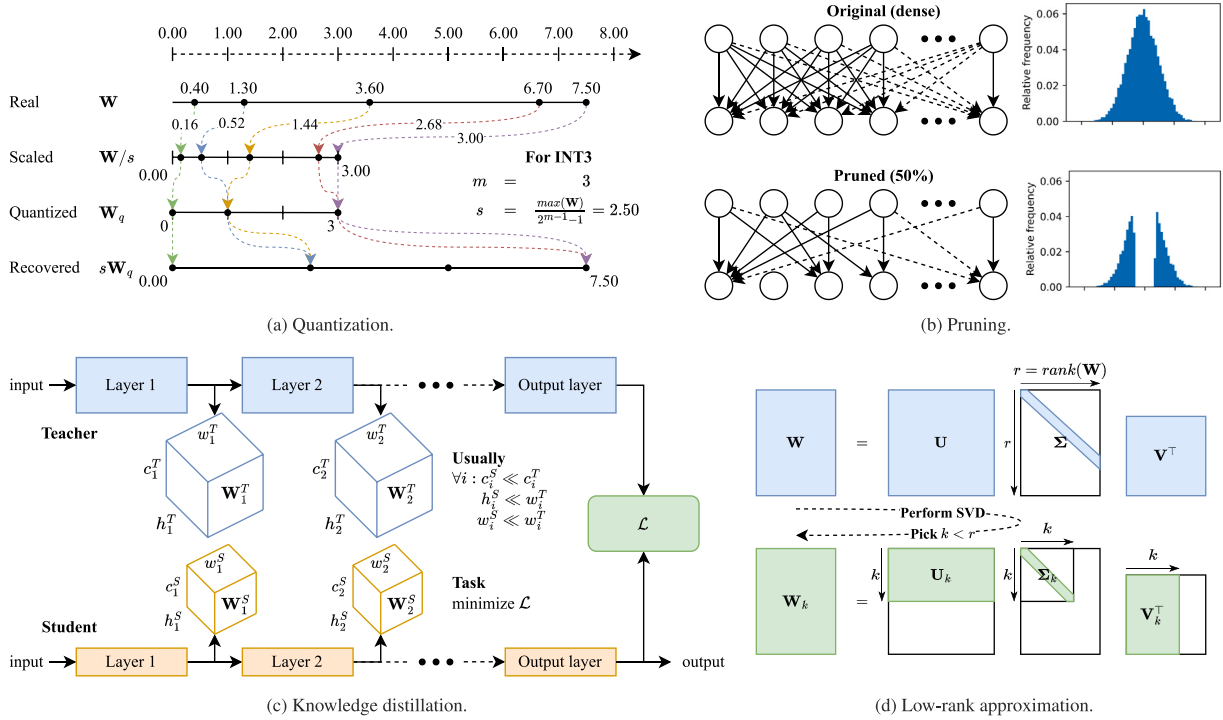 0.00 1.00 2.00 3.00 4.00 5.00 6.00 7.00 8.00
0.40 1.30 3.60 6.70 7.50
Real W
0.16 0.52 1.44 2.68
3.00
Scaled W/s
0.00 3.00
For INT3
m = 3
Quantized W_q
s = max(W) / 2^{m−1}−1 = 2.50
0 1 3
Recovered sW_q
0.00 7.50
(a) Quantization.
Original (dense)
Relative frequency
0.06
0.04
0.02
0.00
Pruned (50%)
Relative frequency
0.06
0.04
0.02
0.00
(b) Pruning.
input Layer 1 Layer 2 Output layer
Teacher
w_1^T w_2^T
c_1^T c_2^T
W_1^T W_2^T
h_1^T h_2^T
Usually
∀i : c_i^S ≪ c_i^T
h_i^S ≪ w_i^T
w_i^S ≪ w_i^T
ℒ
w_1^S w_2^S
c_1^S c_2^S
W_1^S W_2^S
h_1^S h_2^S
Task
minimize ℒ
Student
input Layer 1 Layer 2 Output layer output
(c) Knowledge distillation.
r = rank(W)
W = U r Σ V^⊤
Perform SVD
Pick k < r
k k
W_k = k U_k k Σ_k V_k^⊤
(d) Low-rank approximation.